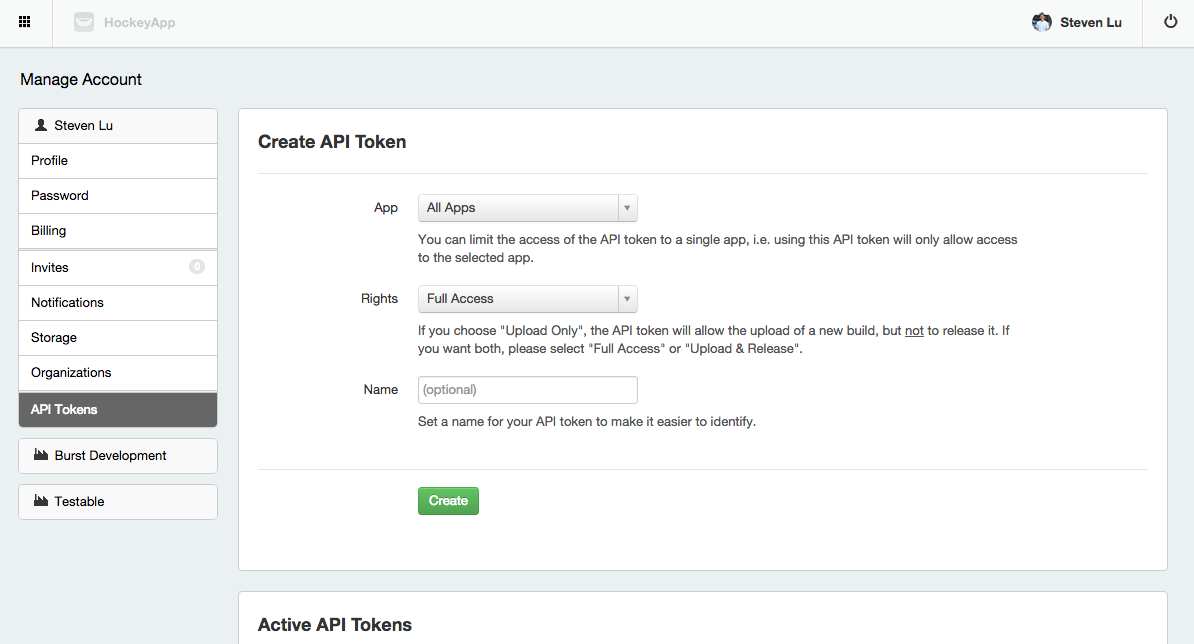 HockeyApp
Steven Lu
Manage Account
Steven Lu
Profile
Password
Billing
Invites 0
Notifications
Storage
Organizations
API Tokens
Burst Development
Testable
Create API Token
App All Apps
You can limit the access of the API token to a single app, i.e. using this API token will only allow access
to the selected app.
Rights Full Access
If you choose "Upload Only", the API token will allow the upload of a new build, but not to release it. If
you want both, please select "Full Access" or "Upload & Release".
Name (optional)
Set a name for your API token to make it easier to identify.
Create
Active API Tokens